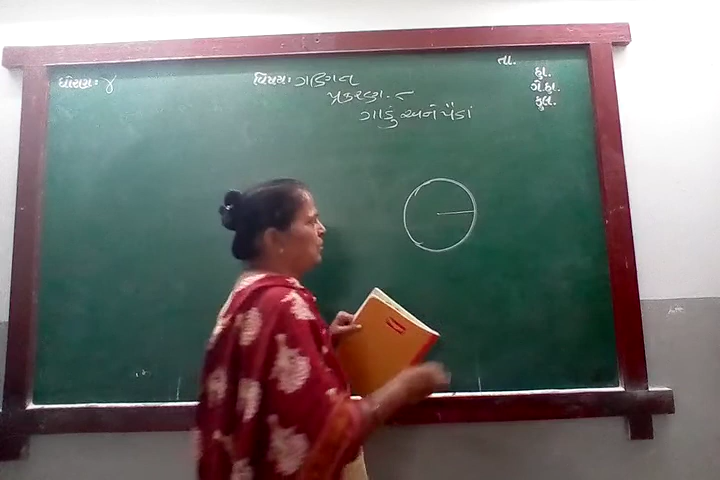 ધોરણ: ૪
વિષય: ગણિત
તા.
પ્રકરણ - ૮
હા.
ગે.હા.
કુલ.
ગાડું અને પૈડાં